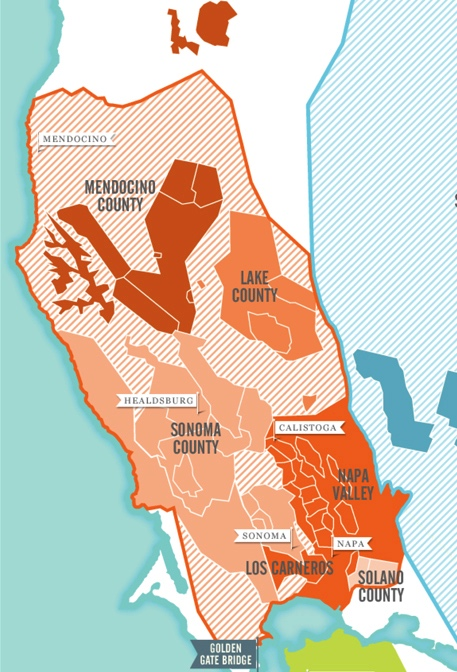 MENDOCINO
MENDOCINO
COUNTY
LAKE
COUNTY
HEALDSBURG
SONOMA
COUNTY
CALISTOGA
NAPA
VALLEY
SONOMA
NAPA
LOS CARNEROS
SOLANO
COUNTY
GOLDEN
GATE BRIDGE